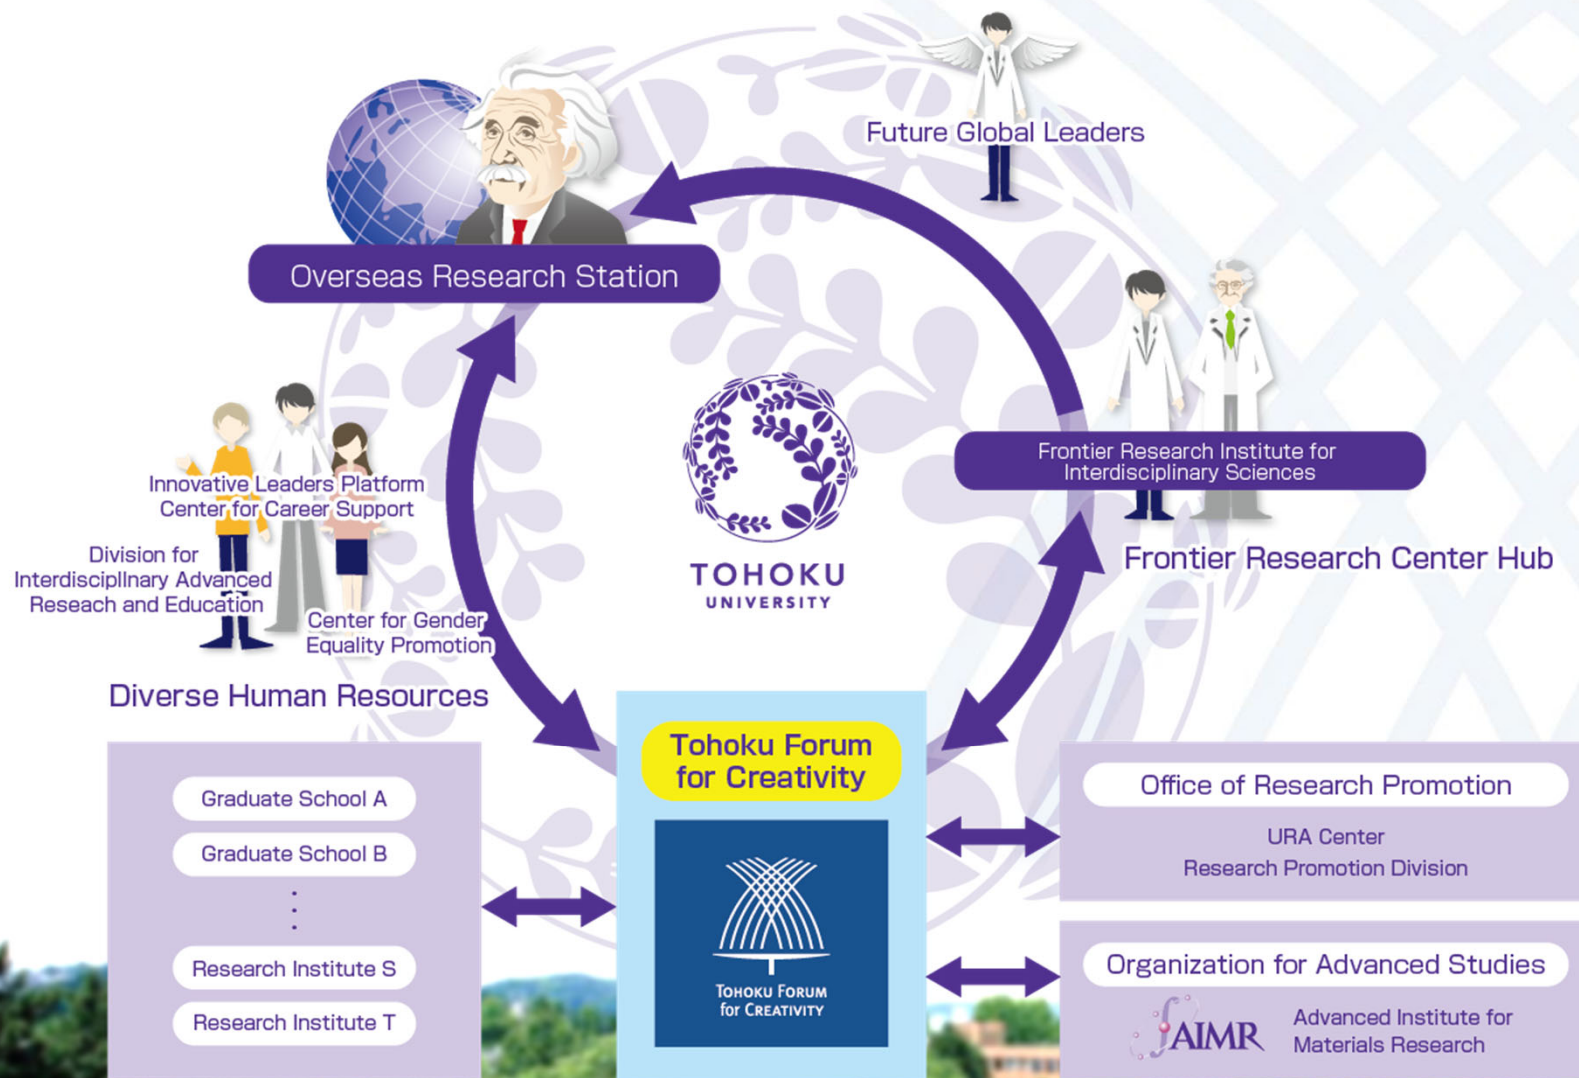 Future Global Leaders
Overseas Research Station
Frontier Research Institute for
Interdisciplinary Sciences
Frontier Research Center Hub
Innovative Leaders Platform
Center for Career Support
Division for
Interdisciplinary Advanced
Reseach and Education
Center for Gender
Equality Promotion
Diverse Human Resources
TOHOKU
UNIVERSITY
Graduate School A
Graduate School B
Research Institute S
Research Institute T
Tohoku Forum
for Creativity
TOHOKU FORUM
for CREATIVITY
Office of Research Promotion
URA Center
Research Promotion Division
Organization for Advanced Studies
AIMR
Advanced Institute for
Materials Research